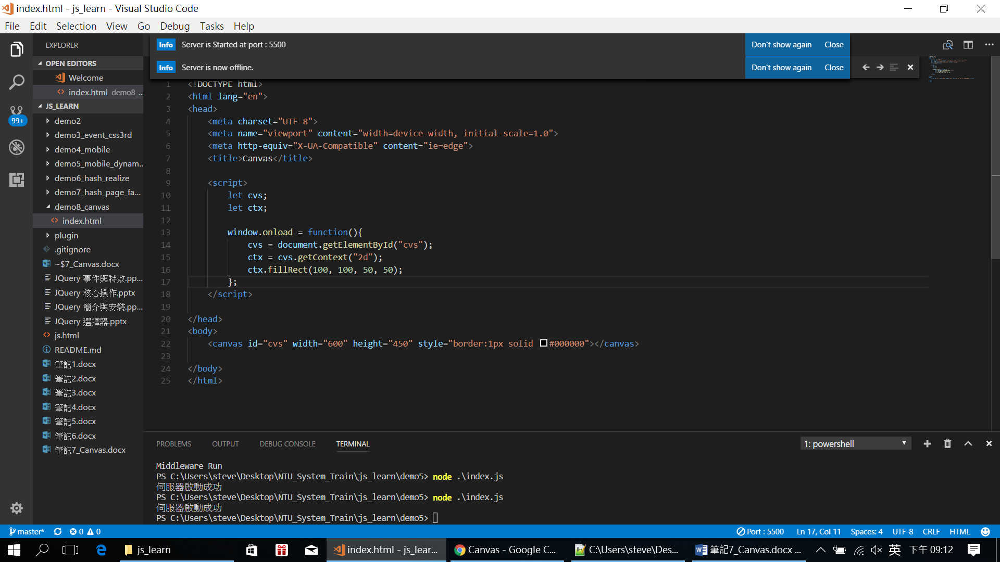 index.html - js_learn - Visual Studio Code
File Edit Selection View Go Debug Tasks Help
EXPLORER
OPEN EDITORS
Welcome
index.html demo8_...
JS_LEARN
99+
demo2
demo3_event_css3rd
demo4_mobile
demo5_mobile_dynam...
demo6_hash_realize
demo7_hash_page_fa...
demo8_canvas
index.html
plugin
.gitignore
~$7_Canvas.docx
JQuery 事件與特效.pp...
JQuery 核心操作.pptx
JQuery 簡介與安裝.pp...
JQuery 選擇器.pptx
js.html
README.md
筆記1.docx
筆記2.docx
筆記3.docx
筆記4.docx
筆記5.docx
筆記6.docx
筆記7_Canvas.docx
Info Server is Started at port : 5500 Don't show again Close
Info Server is now offline. Don't show again Close
1 <!DOCTYPE html>
2 <html lang="en">
3 <head>
4 <meta charset="UTF-8">
5 <meta name="viewport" content="width=device-width, initial-scale=1.0">
6 <meta http-equiv="X-UA-Compatible" content="ie=edge">
7 <title>Canvas</title>
8
9 <script>
10 let cvs;
11 let ctx;
12
13 window.onload = function(){
14 cvs = document.getElementById("cvs");
15 ctx = cvs.getContext("2d");
16 ctx.fillRect(100, 100, 50, 50);
17 };
18 </script>
19
20 </head>
21 <body>
22 <canvas id="cvs" width="600" height="450" style="border:1px solid #000000"></canvas>
23
24 </body>
25 </html>
PROBLEMS OUTPUT DEBUG CONSOLE TERMINAL 1: powershell
Middleware Run
PS C:\Users\steve\Desktop\NTU_System_Train\js_learn\demo5> node .\index.js
伺服器啟動成功
PS C:\Users\steve\Desktop\NTU_System_Train\js_learn\demo5> node .\index.js
伺服器啟動成功
PS C:\Users\steve\Desktop\NTU_System_Train\js_learn\demo5>
master* 0 0 Port : 5500 Ln 17, Col 11 Spaces: 4 UTF-8 CRLF HTML
js_learn index.html - js_lear... Canvas - Google C... C:\Users\steve\Des... 筆記7_Canvas.docx ... 英 下午 09:12